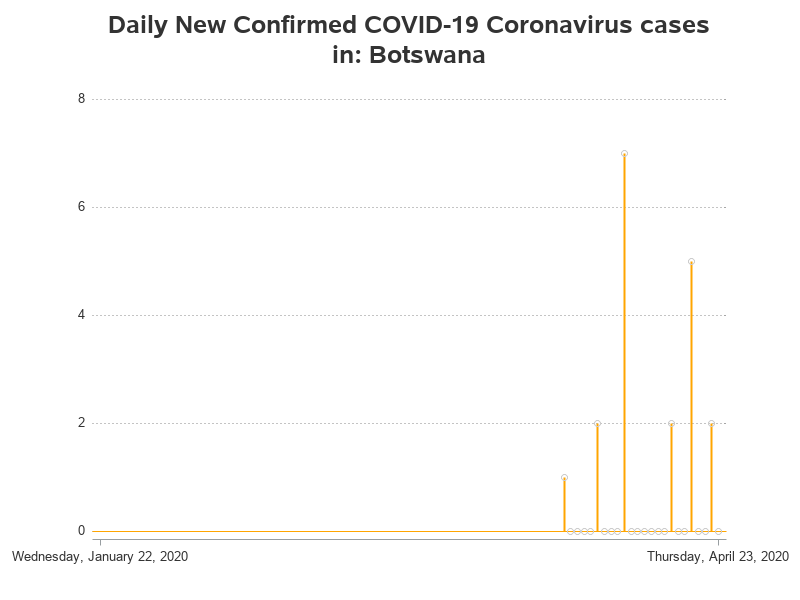 Daily New Confirmed COVID-19 Coronavirus cases
in: Botswana
8
6
4
2
0
Wednesday, January 22, 2020
Thursday, April 23, 2020